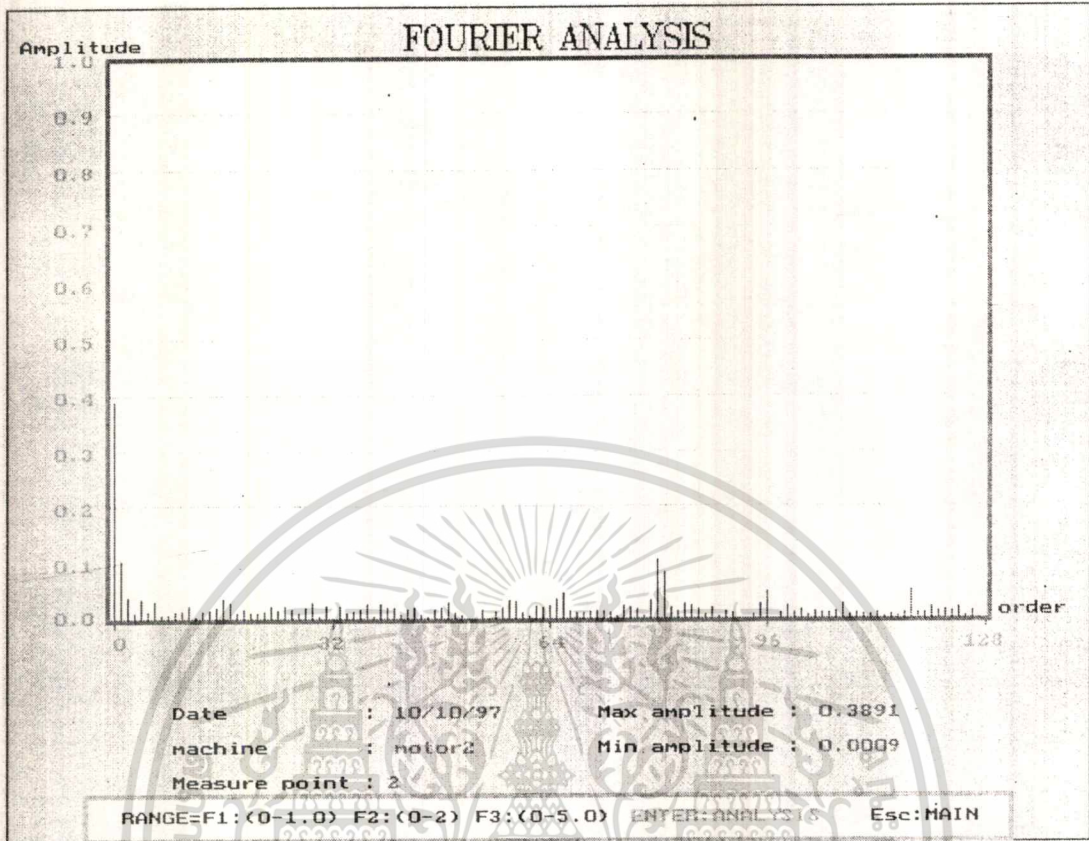 FOURIER ANALYSIS
Amplitude
1.0
0.9
0.8
0.7
0.6
0.5
0.4
0.3
0.2
0.1
0.0
order
0 32 64 96 128
Date : 10/10/97 Max amplitude : 0.3891
machine : motor2 Min amplitude : 0.0009
Measure point : 2
RANGE=F1:(0-1.0) F2:(0-2) F3:(0-5.0) ENTER:ANALYSIS Esc:MAIN